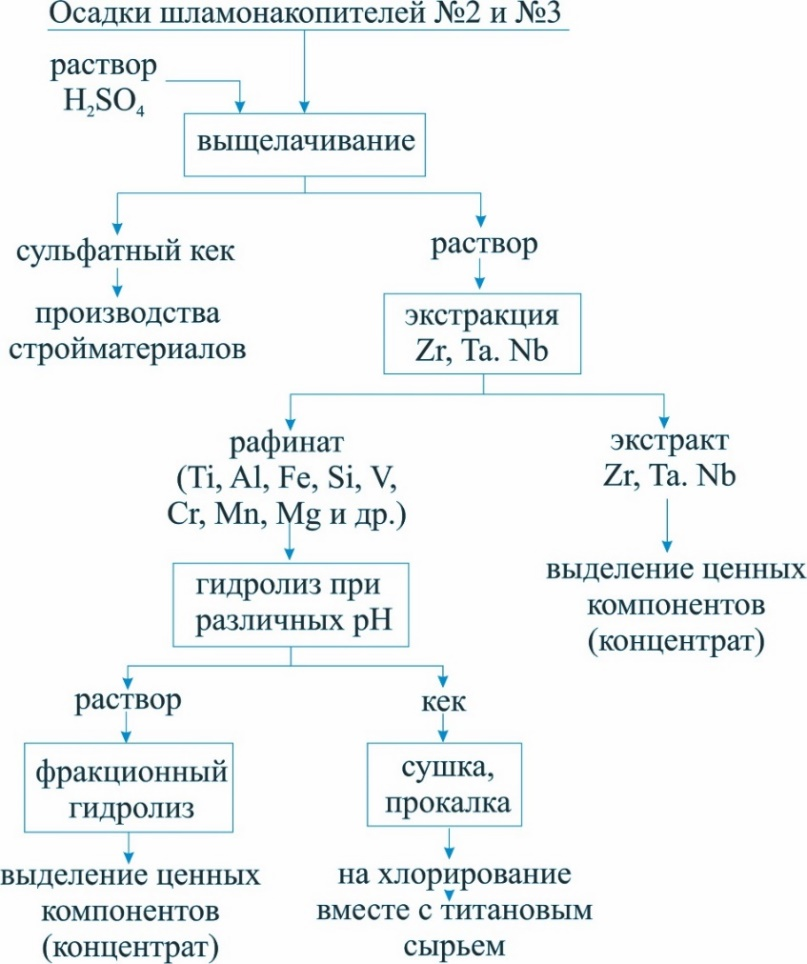 Осадки шламонакопителей №2 и №3
раствор
H₂SO₄
выщелачивание
сульфатный кек
раствор
производства
стройматериалов
экстракция
Zr, Ta. Nb
рафинат
(Ti, Al, Fe, Si, V,
Cr, Mn, Mg и др.)
экстракт
Zr, Ta. Nb
гидролиз при
различных pH
выделение ценных
компонентов
(концентрат)
раствор
кек
фракционный
гидролиз
сушка,
прокалка
выделение ценных
компонентов
(концентрат)
на хлорирование
вместе с титановым
сырьем